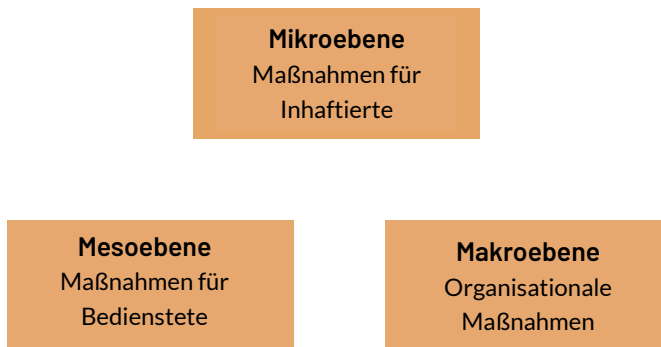 Mikroebene
Maßnahmen für
Inhaftierte
Mesoebene
Maßnahmen für
Bedienstete
Makroebene
Organisationale
Maßnahmen